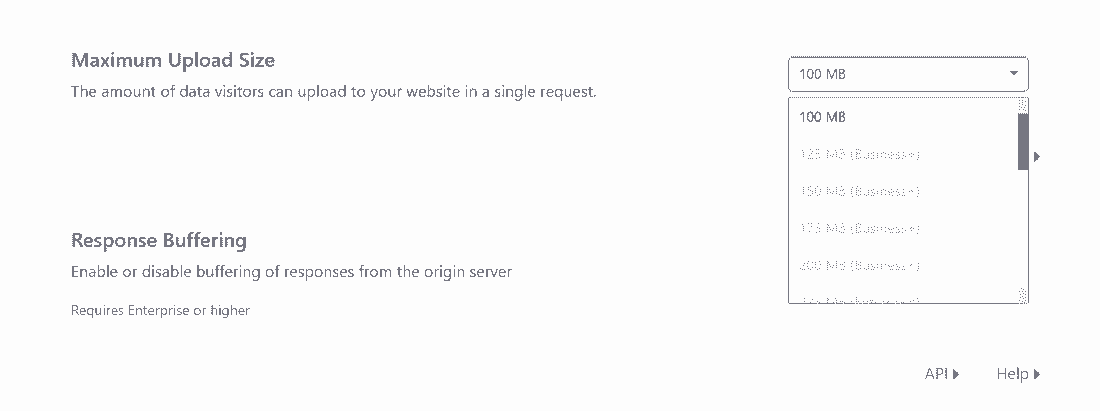 Maximum Upload Size
The amount of data visitors can upload to your website in a single request.
100 MB
100 MB
125 MB (Business+)
150 MB (Business+)
175 MB (Business+)
200 MB (Business+)
Response Buffering
Enable or disable buffering of responses from the origin server
Requires Enterprise or higher
API
Help